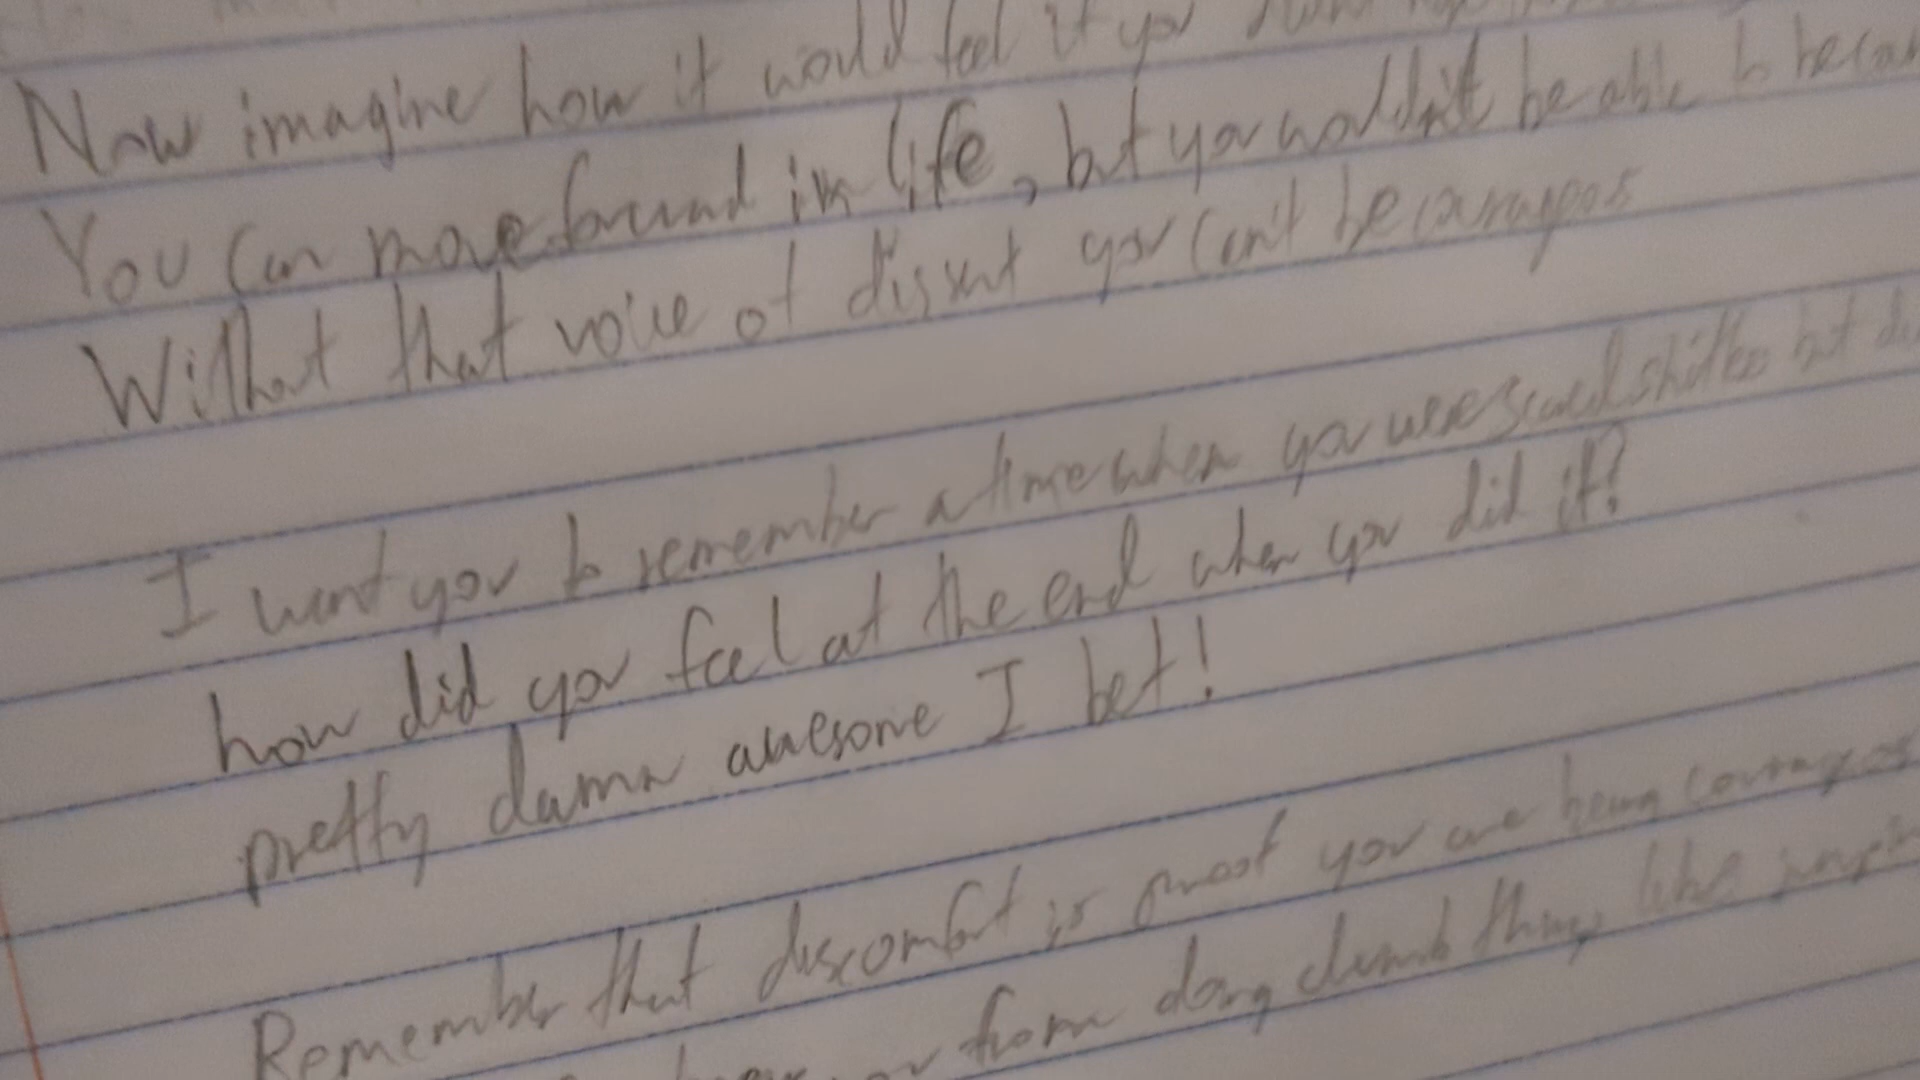 Now imagine how it would feel if you
You can move forward in life, but you wouldn't be able to
Without that voice of dissent you can't be courageous
I want you to remember a time when you were scared shitless but
how did you feel at the end when you did it?
pretty damn awesome I bet!
Remember that discomfort is proof you are being courageous
from doing dumb things like